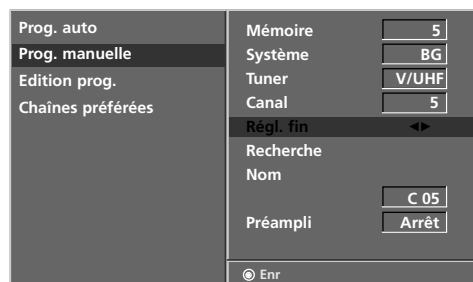 Prog. auto
Prog. manuelle
Edition prog.
Chaînes préférées
Mémoire 5
Système BG
Tuner V/UHF
Canal 5
Régl. fin ◀▶
Recherche
Nom
C 05
Préampli Arrêt
Enr